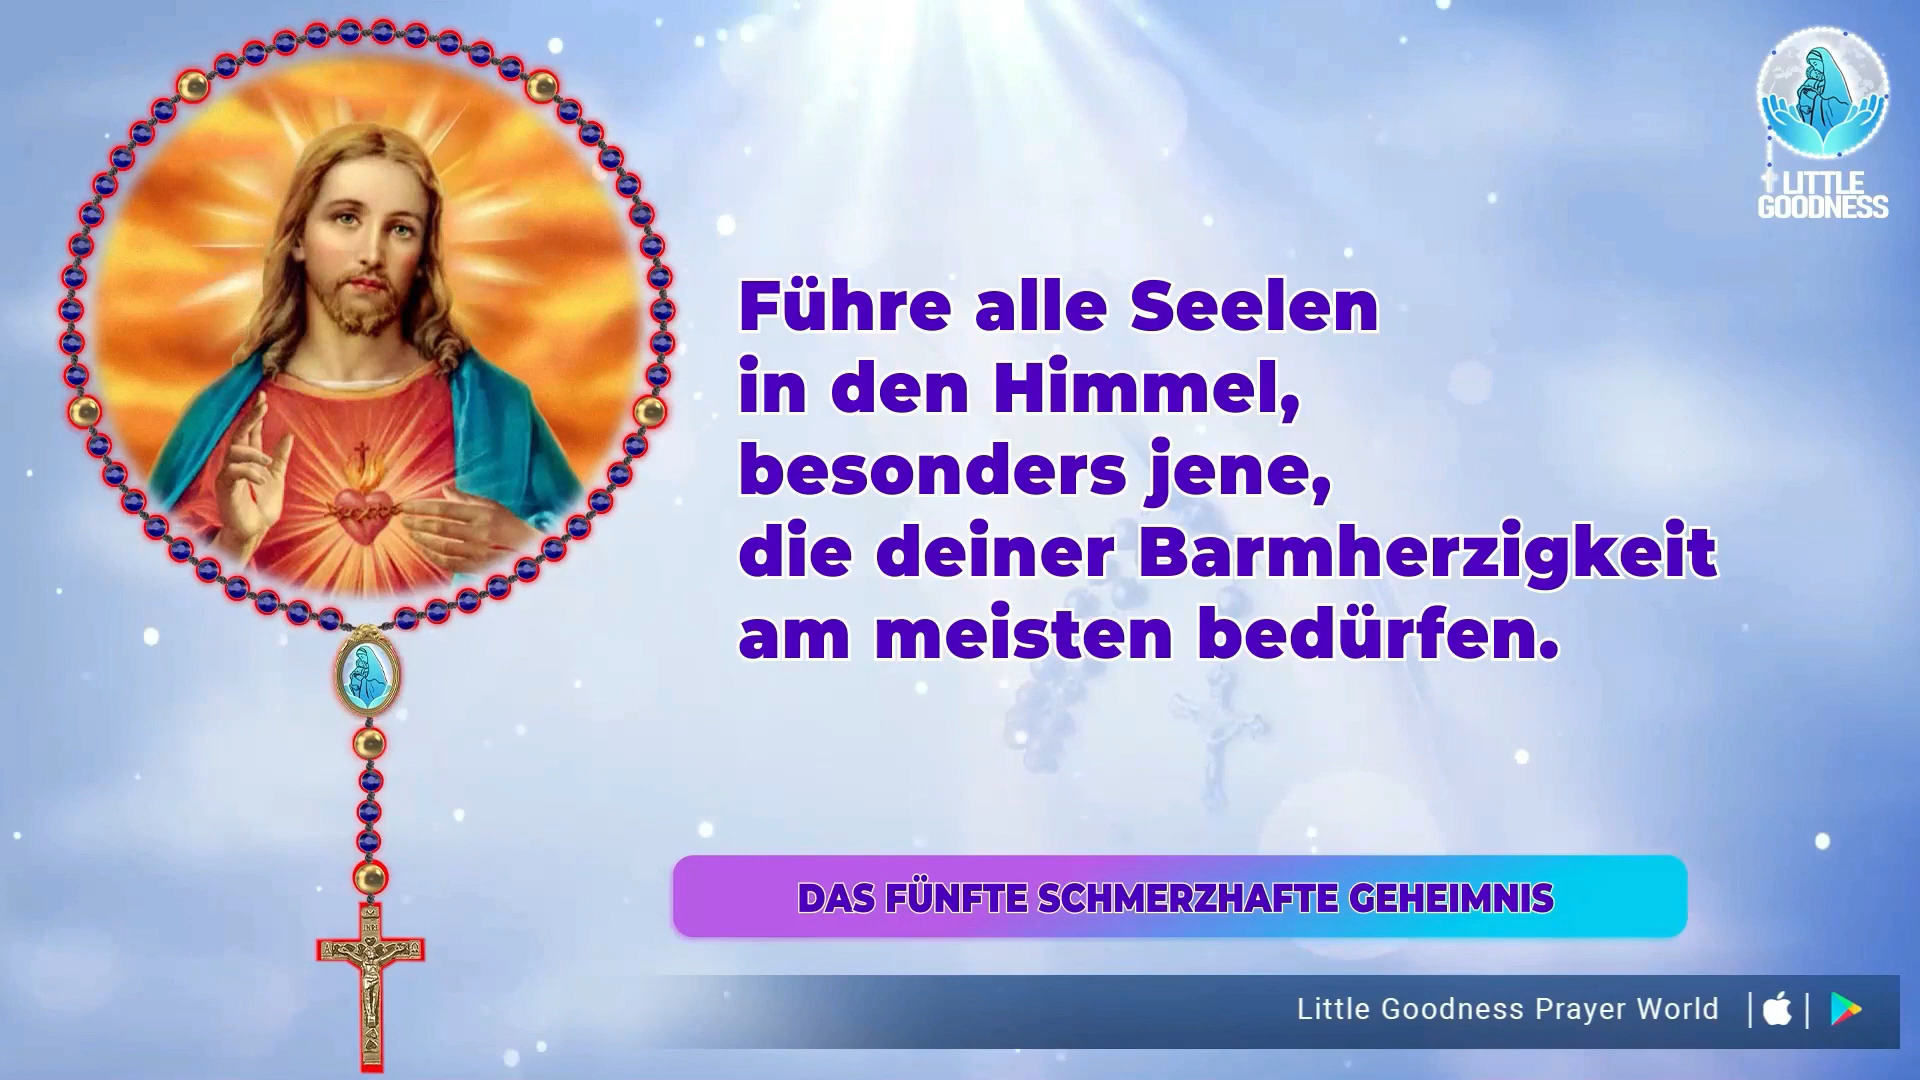 LITTLE
GOODNESS
Führe alle Seelen
in den Himmel,
besonders jene,
die deiner Barmherzigkeit
am meisten bedürfen.
DAS FÜNFTE SCHMERZHAFTE GEHEIMNIS
Little Goodness Prayer World
INRI